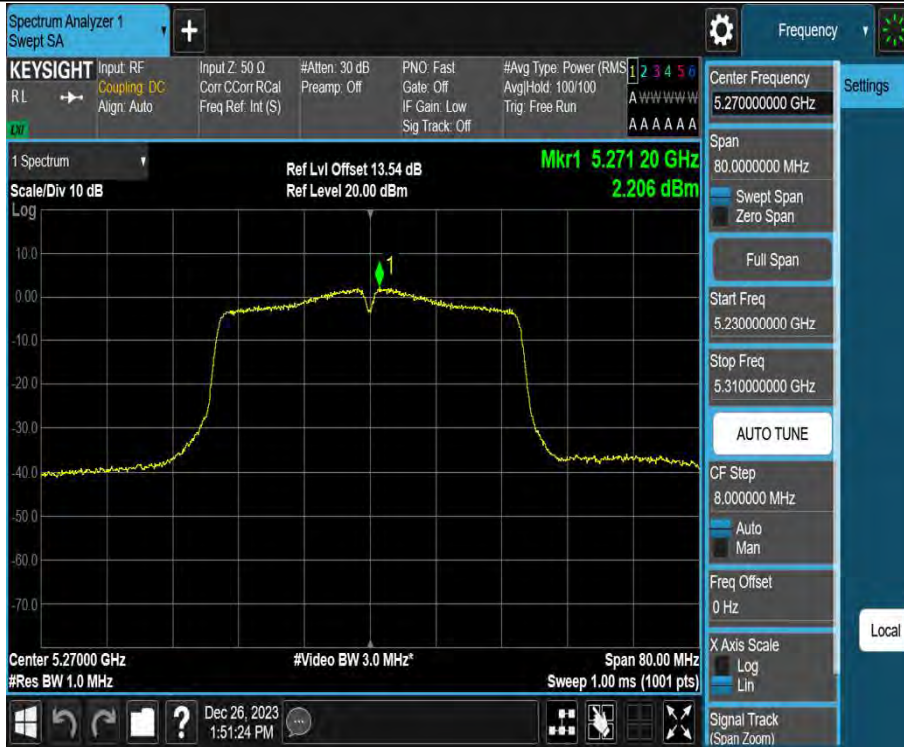 Spectrum Analyzer 1
Swept SA
+
Frequency
KEYSIGHT
R L
LXI
Input: RF
Coupling: DC
Align: Auto
Input Z: 50 Ω
Corr CCorr RCal
Freq Ref: Int (S)
#Atten: 30 dB
Preamp: Off
PNO: Fast
Gate: Off
IF Gain: Low
Sig Track: Off
#Avg Type: Power (RMS
Avg|Hold: 100/100
Trig: Free Run
1 2 3 4 5 6
A W W W W W
A A A A A A
1 Spectrum
Scale/Div 10 dB
Ref Lvl Offset 13.54 dB
Ref Level 20.00 dBm
Mkr1 5.271 20 GHz
2.206 dBm
Log
1
10.0
0.00
-10.0
-20.0
-30.0
-40.0
-50.0
-60.0
-70.0
Center 5.27000 GHz
#Res BW 1.0 MHz
#Video BW 3.0 MHz*
Span 80.00 MHz
Sweep 1.00 ms (1001 pts)
Center Frequency
5.270000000 GHz
Span
80.0000000 MHz
Swept Span
Zero Span
Full Span
Start Freq
5.230000000 GHz
Stop Freq
5.310000000 GHz
AUTO TUNE
CF Step
8.000000 MHz
Auto
Man
Freq Offset
0 Hz
X Axis Scale
Log
Lin
Signal Track
(Span Zoom)
Settings
Local
?
Dec 26, 2023
1:51:24 PM